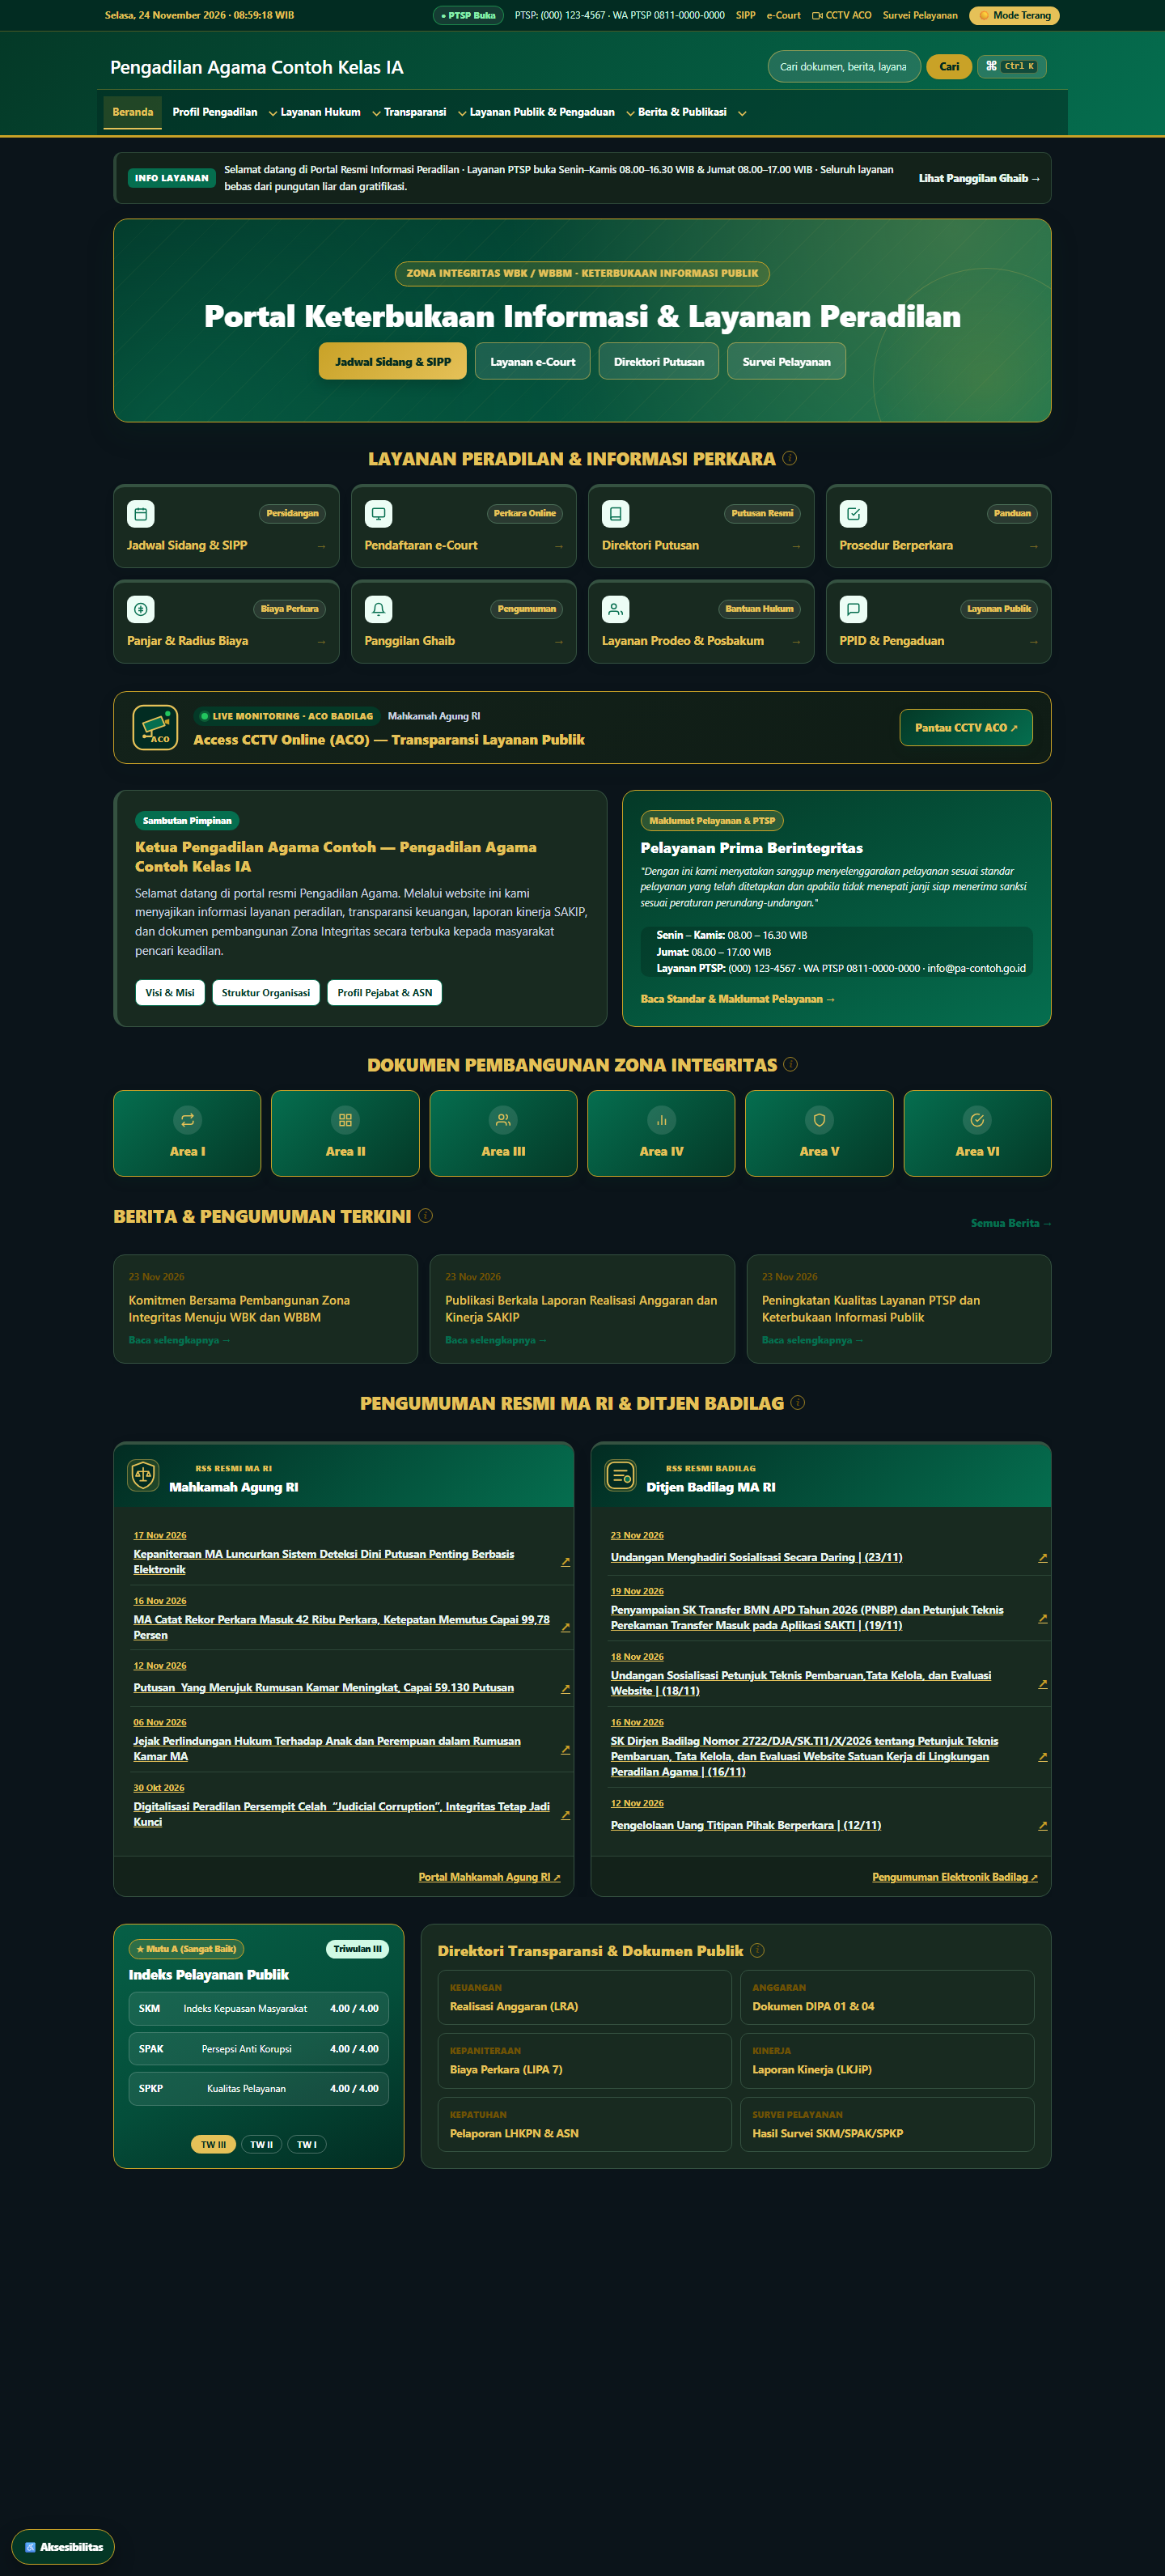 Selasa, 24 November 2026 · 08:59:18 WIB
● PTSP Buka
PTSP: (000) 123-4567 · WA PTSP 0811-0000-0000
SIPP
e-Court
CCTV ACO
Survei Pelayanan
Mode Terang
Pengadilan Agama Contoh Kelas IA
Cari dokumen, berita, layana
Cari
⌘ Ctrl K
Beranda
Profil Pengadilan
Layanan Hukum
Transparansi
Layanan Publik & Pengaduan
Berita & Publikasi
INFO LAYANAN
Selamat datang di Portal Resmi Informasi Peradilan · Layanan PTSP buka Senin–Kamis 08.00–16.30 WIB & Jumat 08.00–17.00 WIB · Seluruh layanan
bebas dari pungutan liar dan gratifikasi.
Lihat Panggilan Ghaib →
ZONA INTEGRITAS WBK / WBBM · KETERBUKAAN INFORMASI PUBLIK
Portal Keterbukaan Informasi & Layanan Peradilan
Jadwal Sidang & SIPP
Layanan e-Court
Direktori Putusan
Survei Pelayanan
LAYANAN PERADILAN & INFORMASI PERKARA
Persidangan
Jadwal Sidang & SIPP →
Perkara Online
Pendaftaran e-Court →
Putusan Resmi
Direktori Putusan →
Panduan
Prosedur Berperkara →
Biaya Perkara
Panjar & Radius Biaya →
Pengumuman
Panggilan Ghaib →
Bantuan Hukum
Layanan Prodeo & Posbakum →
Layanan Publik
PPID & Pengaduan →
ACO
LIVE MONITORING · ACO BADILAG
Mahkamah Agung RI
Access CCTV Online (ACO) — Transparansi Layanan Publik
Pantau CCTV ACO ↗
Sambutan Pimpinan
Ketua Pengadilan Agama Contoh — Pengadilan Agama
Contoh Kelas IA
Selamat datang di portal resmi Pengadilan Agama. Melalui website ini kami
menyajikan informasi layanan peradilan, transparansi keuangan, laporan kinerja SAKIP,
dan dokumen pembangunan Zona Integritas secara terbuka kepada masyarakat
pencari keadilan.
Visi & Misi
Struktur Organisasi
Profil Pejabat & ASN
Maklumat Pelayanan & PTSP
Pelayanan Prima Berintegritas
"Dengan ini kami menyatakan sanggup menyelenggarakan pelayanan sesuai standar
pelayanan yang telah ditetapkan dan apabila tidak menepati janji siap menerima sanksi
sesuai peraturan perundang-undangan."
Senin – Kamis: 08.00 – 16.30 WIB
Jumat: 08.00 – 17.00 WIB
Layanan PTSP: (000) 123-4567 · WA PTSP 0811-0000-0000 · info@pa-contoh.go.id
Baca Standar & Maklumat Pelayanan →
DOKUMEN PEMBANGUNAN ZONA INTEGRITAS
Area I
Area II
Area III
Area IV
Area V
Area VI
BERITA & PENGUMUMAN TERKINI
Semua Berita →
23 Nov 2026
Komitmen Bersama Pembangunan Zona
Integritas Menuju WBK dan WBBM
Baca selengkapnya →
23 Nov 2026
Publikasi Berkala Laporan Realisasi Anggaran dan
Kinerja SAKIP
Baca selengkapnya →
23 Nov 2026
Peningkatan Kualitas Layanan PTSP dan
Keterbukaan Informasi Publik
Baca selengkapnya →
PENGUMUMAN RESMI MA RI & DITJEN BADILAG
RSS RESMI MA RI
Mahkamah Agung RI
17 Nov 2026
Kepaniteraan MA Luncurkan Sistem Deteksi Dini Putusan Penting Berbasis
Elektronik ↗
16 Nov 2026
MA Catat Rekor Perkara Masuk 42 Ribu Perkara, Ketepatan Memutus Capai 99,78
Persen ↗
12 Nov 2026
Putusan  Yang Merujuk Rumusan Kamar Meningkat, Capai 59.130 Putusan ↗
06 Nov 2026
Jejak Perlindungan Hukum Terhadap Anak dan Perempuan dalam Rumusan
Kamar MA ↗
30 Okt 2026
Digitalisasi Peradilan Persempit Celah  “Judicial Corruption”, Integritas Tetap Jadi
Kunci ↗
Portal Mahkamah Agung RI ↗
RSS RESMI BADILAG
Ditjen Badilag MA RI
23 Nov 2026
Undangan Menghadiri Sosialisasi Secara Daring | (23/11) ↗
19 Nov 2026
Penyampaian SK Transfer BMN APD Tahun 2026 (PNBP) dan Petunjuk Teknis
Perekaman Transfer Masuk pada Aplikasi SAKTI | (19/11) ↗
18 Nov 2026
Undangan Sosialisasi Petunjuk Teknis Pembaruan,Tata Kelola, dan Evaluasi
Website | (18/11) ↗
16 Nov 2026
SK Dirjen Badilag Nomor 2722/DJA/SK.TI1/X/2026 tentang Petunjuk Teknis
Pembaruan, Tata Kelola, dan Evaluasi Website Satuan Kerja di Lingkungan
Peradilan Agama | (16/11) ↗
12 Nov 2026
Pengelolaan Uang Titipan Pihak Berperkara | (12/11) ↗
Pengumuman Elektronik Badilag ↗
★ Mutu A (Sangat Baik)
Triwulan III
Indeks Pelayanan Publik
SKM Indeks Kepuasan Masyarakat 4.00 / 4.00
SPAK Persepsi Anti Korupsi 4.00 / 4.00
SPKP Kualitas Pelayanan 4.00 / 4.00
TW III
TW II
TW I
Direktori Transparansi & Dokumen Publik
KEUANGAN
Realisasi Anggaran (LRA)
ANGGARAN
Dokumen DIPA 01 & 04
KEPANITERAAN
Biaya Perkara (LIPA 7)
KINERJA
Laporan Kinerja (LKJiP)
KEPATUHAN
Pelaporan LHKPN & ASN
SURVEI PELAYANAN
Hasil Survei SKM/SPAK/SPKP
Aksesibilitas